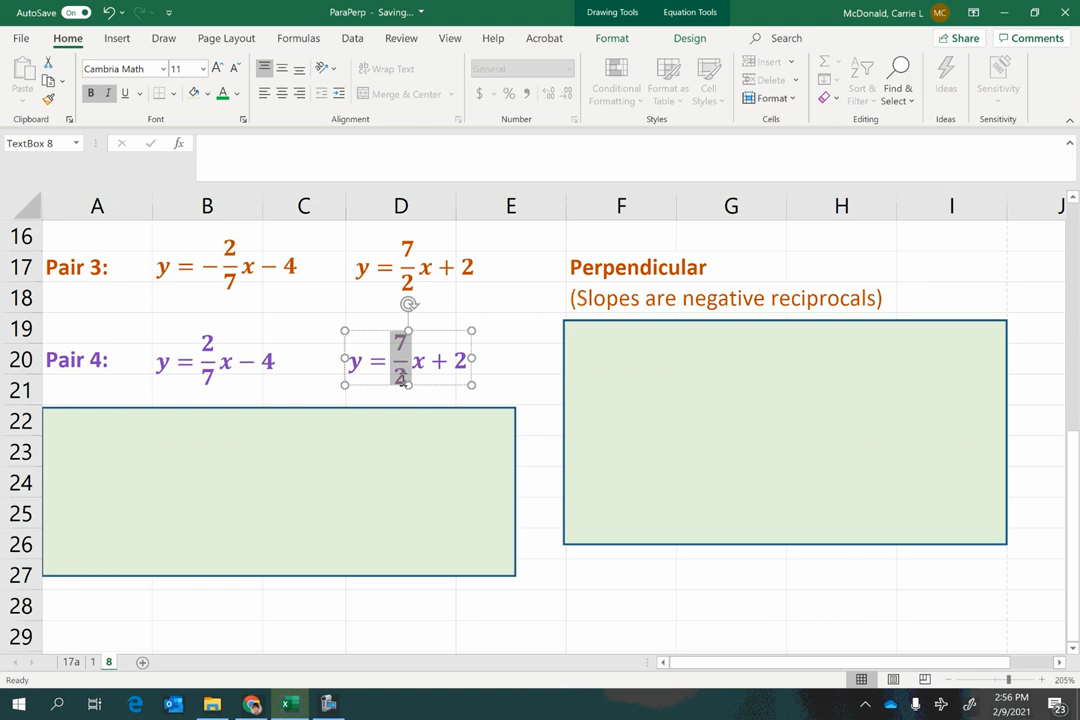 AutoSave On ParaPerp - Saving... Drawing Tools Equation Tools McDonald, Carrie L MC
File Home Insert Draw Page Layout Formulas Data Review View Help Acrobat Format Design Search Share Comments
Cambria Math 11 Wrap Text General Insert
Paste B I U Merge & Center $ % Conditional Formatting Format as Table Cell Styles Delete Format Sort & Filter Find & Select Ideas Sensitivity
Clipboard Font Alignment Number Styles Cells Editing Ideas Sensitivity
TextBox 8 fx
A B C D E F G H I J
16
17 Pair 3: y = −2/7 x − 4 y = 7/2 x + 2 Perpendicular
18 (Slopes are negative reciprocals)
19
20 Pair 4: y = 2/7 x − 4 y = 7/2 x + 2
21
22
23
24
25
26
27
28
29
17a 1 8
Ready 205%
2:56 PM
2/9/2021 23